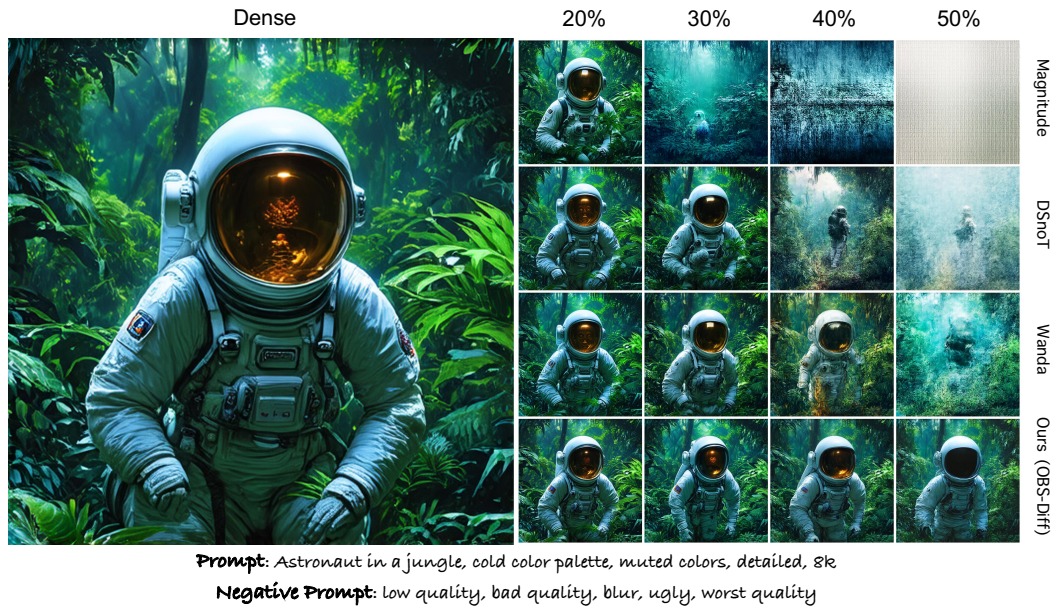 Dense 20% 30% 40% 50%
Magnitude
DSnoT
Wanda
Ours (OBS-Diff)
Prompt: Astronaut in a jungle, cold color palette, muted colors, detailed, 8k
Negative Prompt: low quality, bad quality, blur, ugly, worst quality